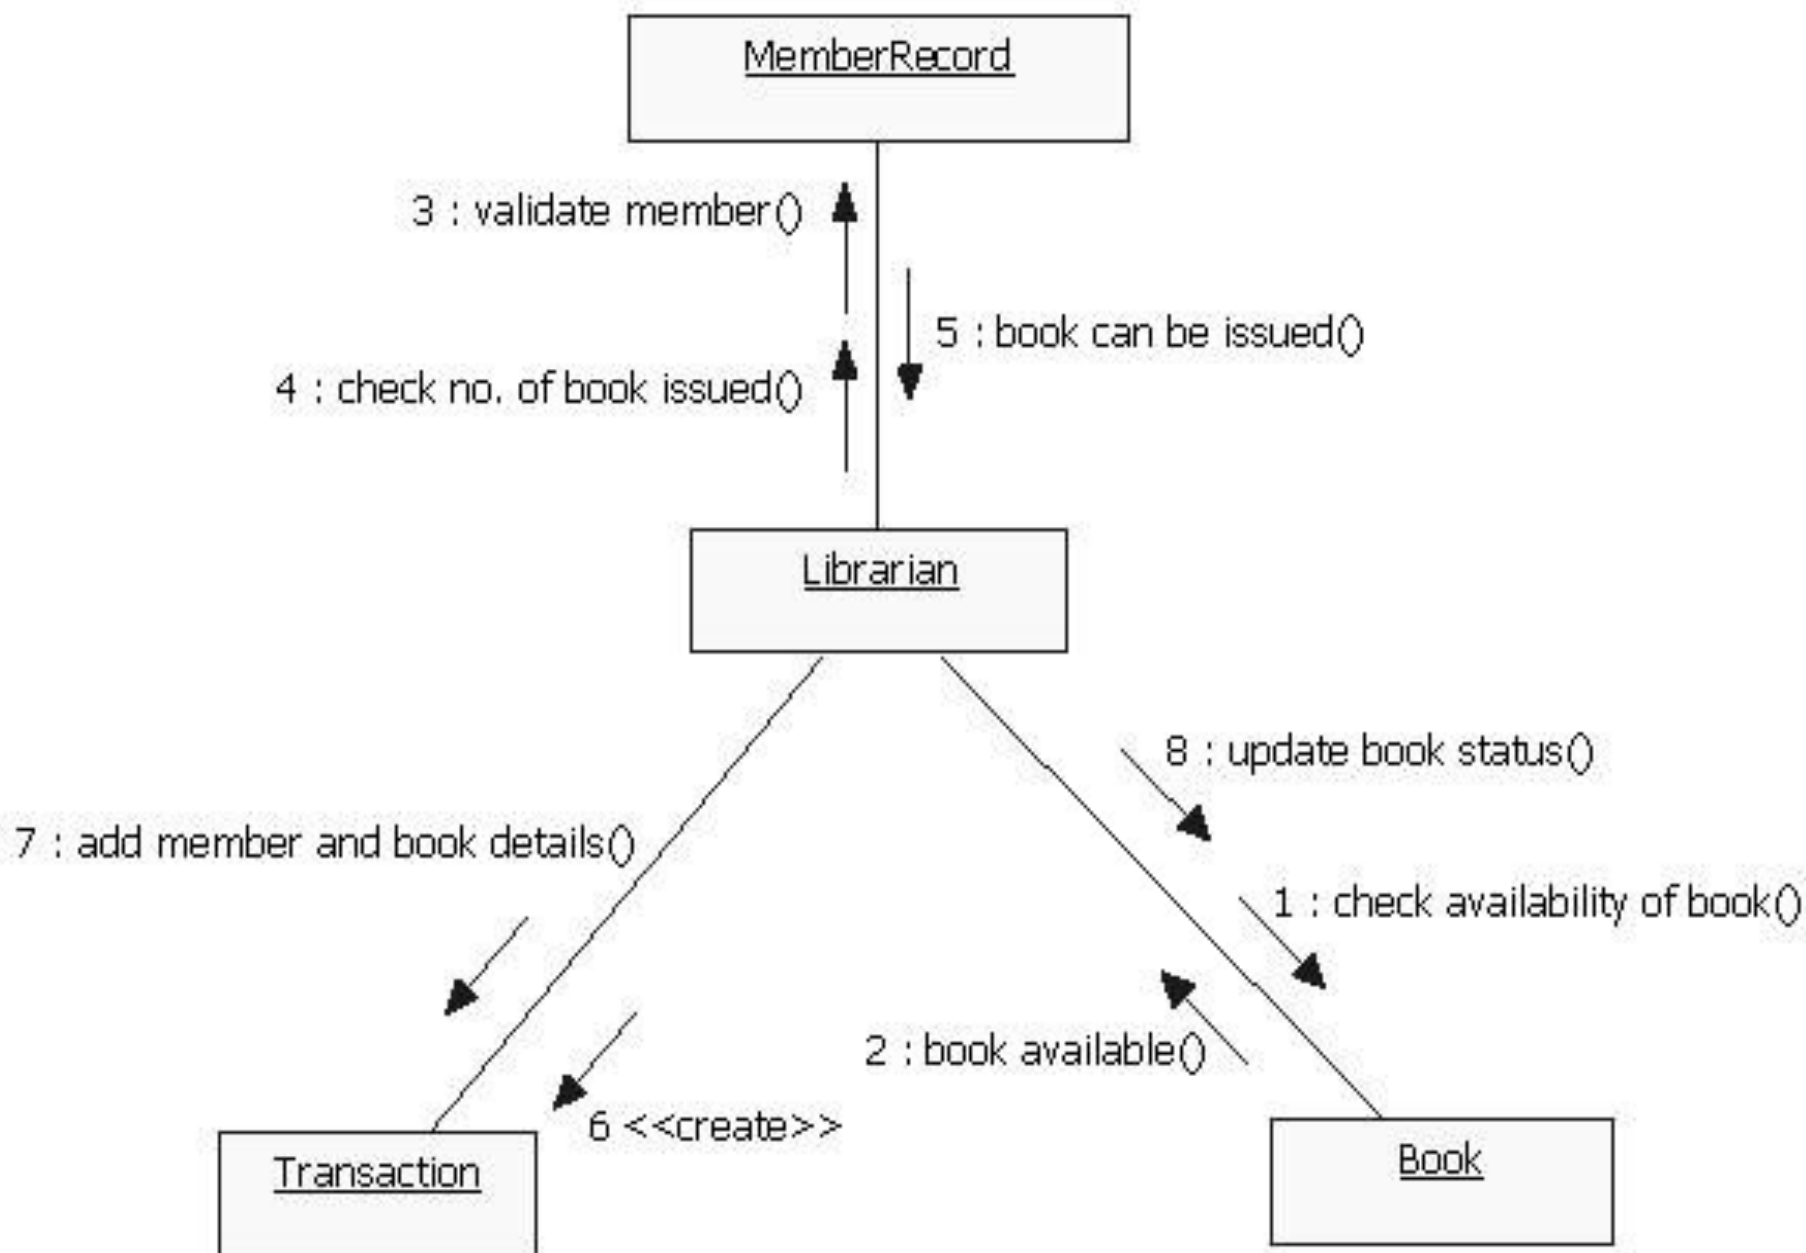 MemberRecord
3 : validate member()
5 : book can be issued()
4 : check no. of book issued()
Librarian
8 : update book status()
7 : add member and book details()
1 : check availability of book()
2 : book available()
6 <<create>>
Transaction
Book